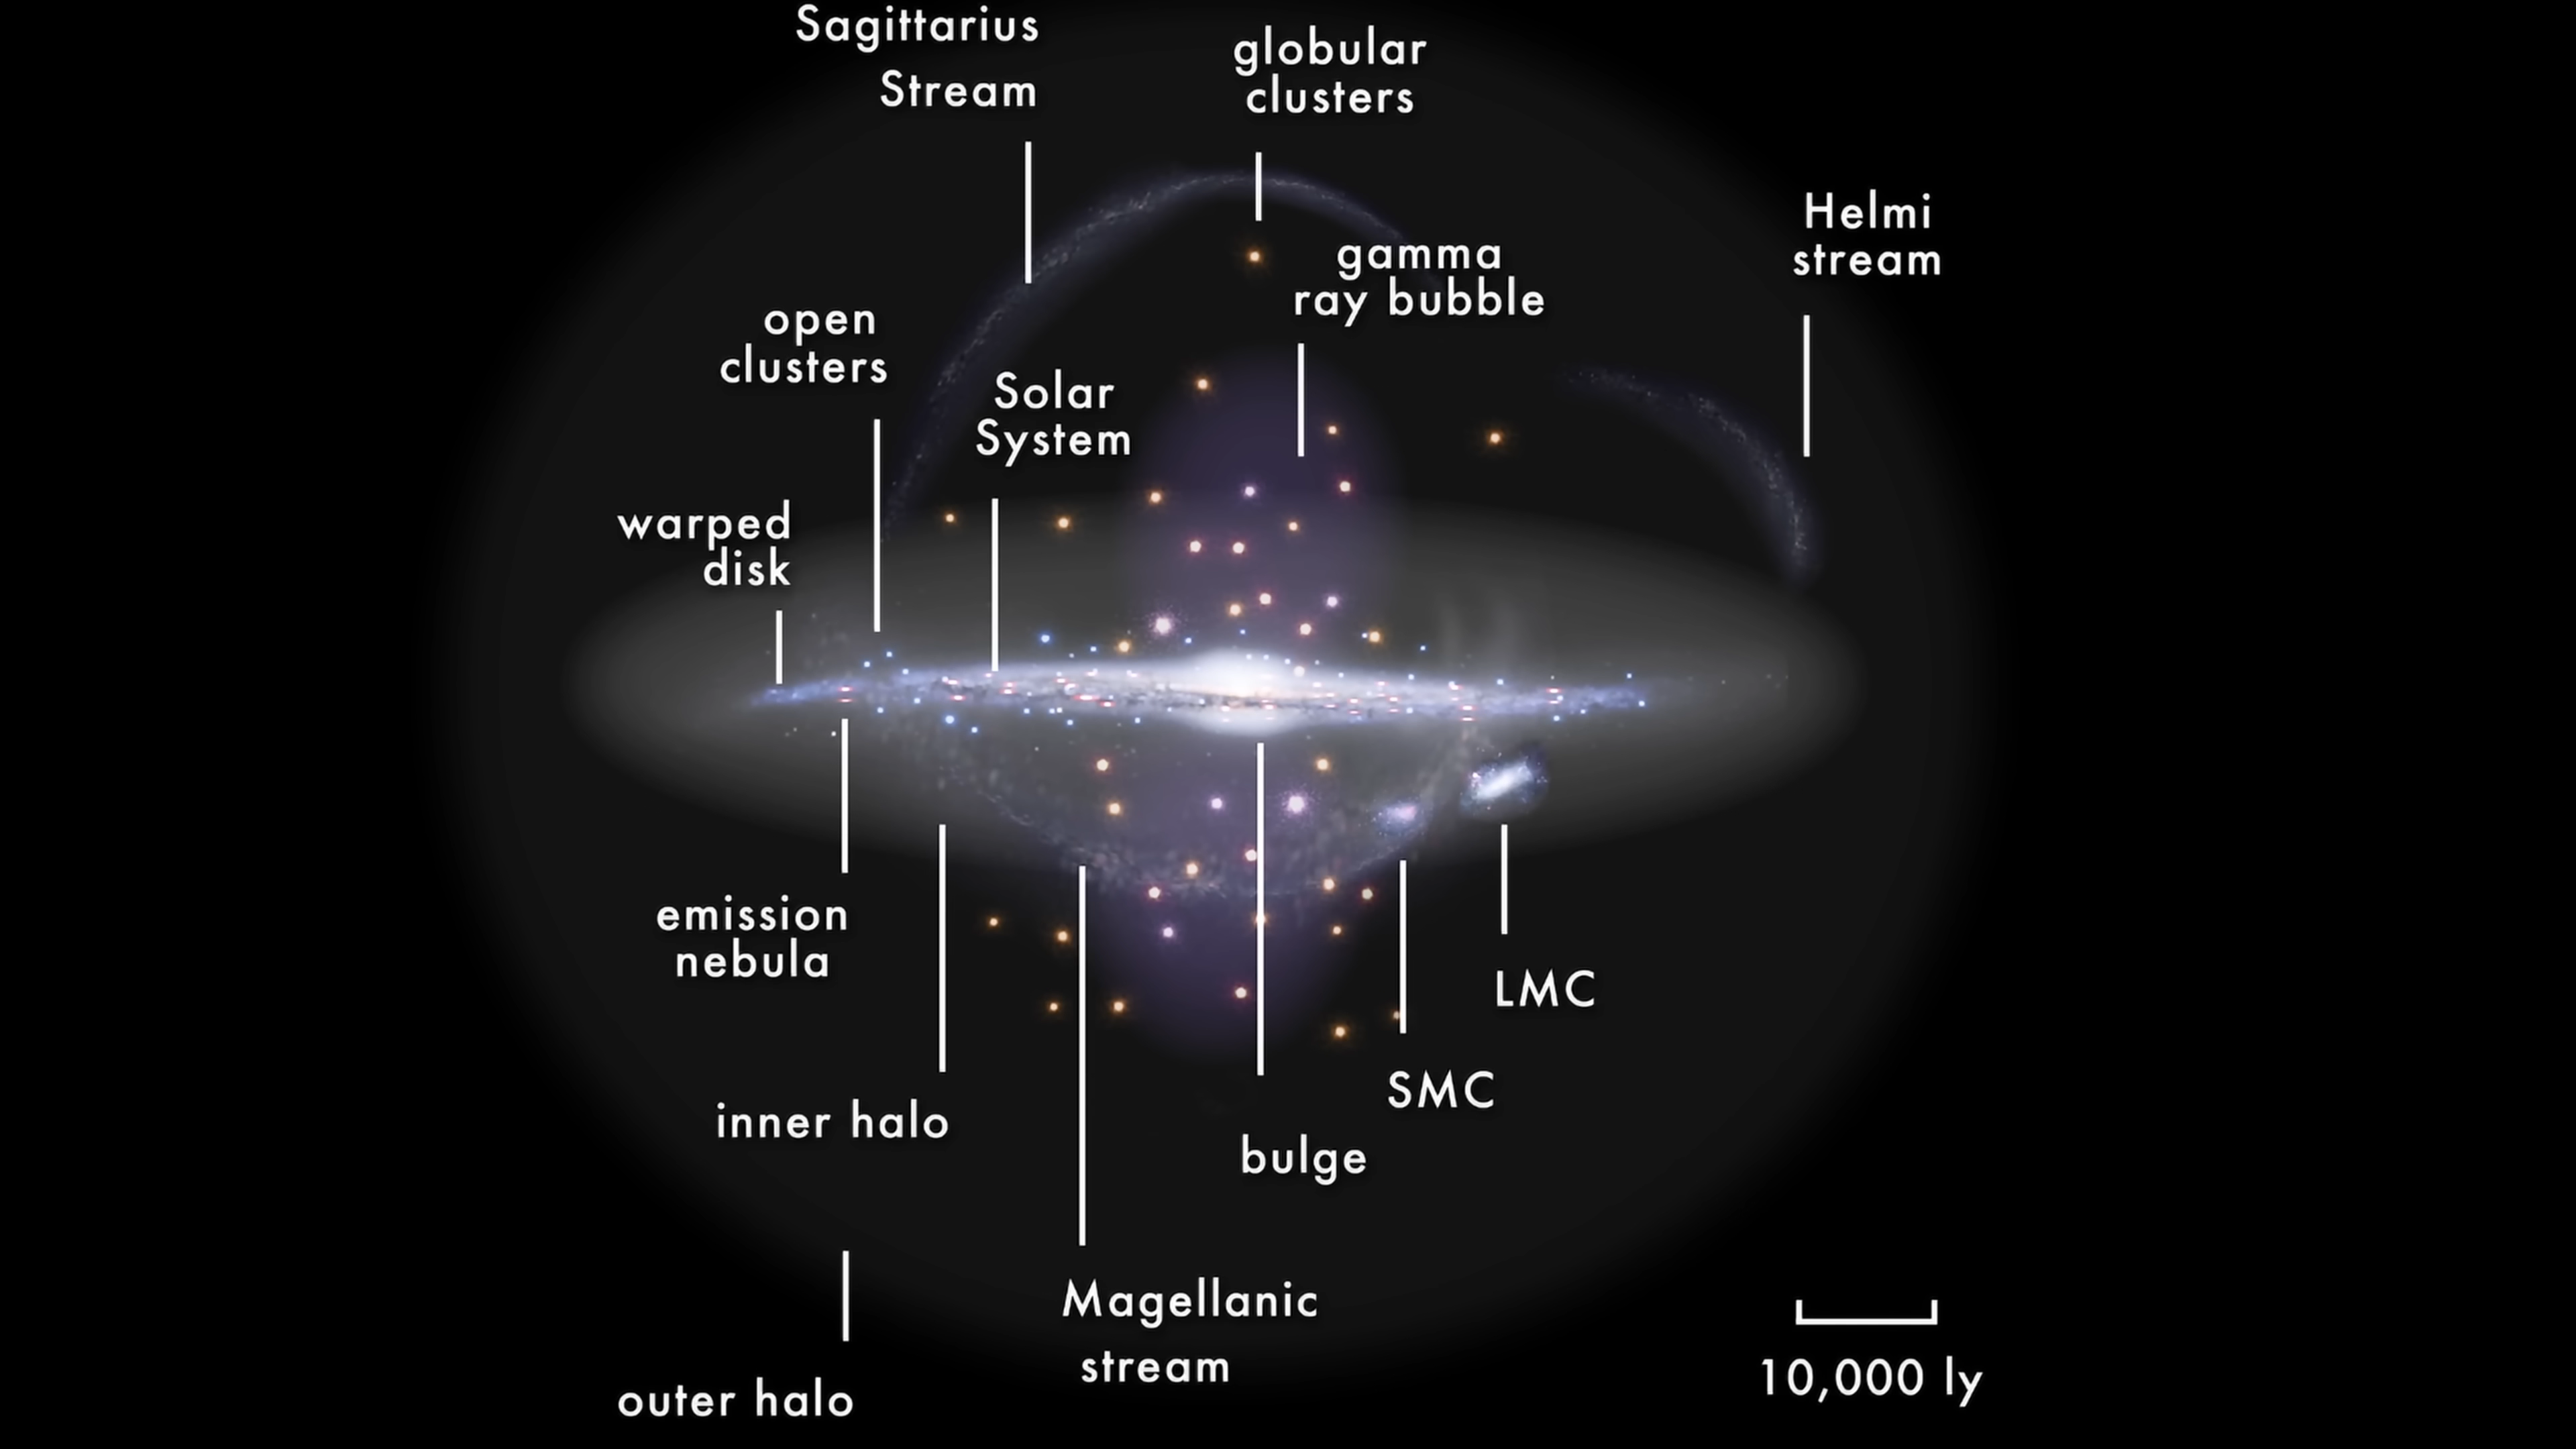 Sagittarius
Stream
globular
clusters
Helmi
stream
gamma
ray bubble
open
clusters
Solar
System
warped
disk
emission
nebula
LMC
SMC
inner halo
bulge
Magellanic
stream
outer halo
10,000 ly